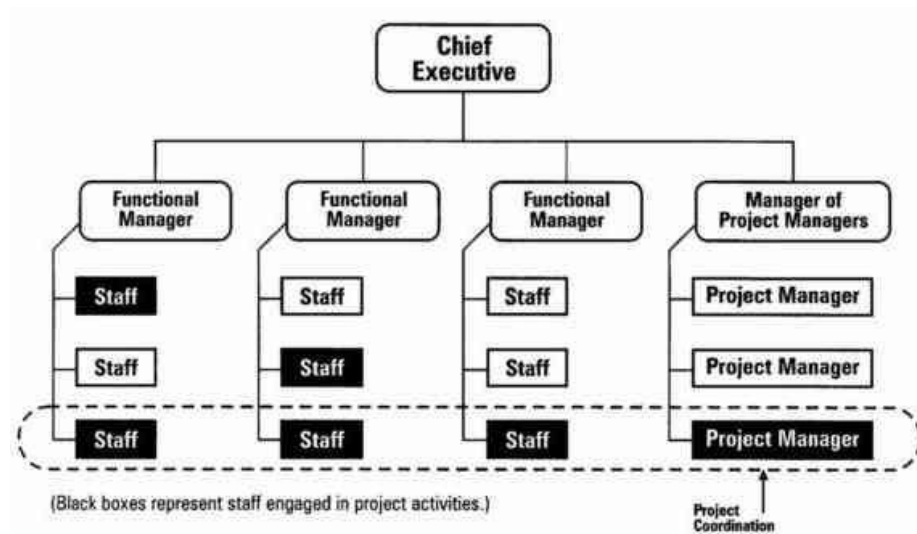 Chief
Executive
Functional
Manager
Functional
Manager
Functional
Manager
Manager of
Project Managers
Staff
Staff
Staff
Project Manager
Staff
Staff
Staff
Project Manager
Staff
Staff
Staff
Project Manager
(Black boxes represent staff engaged in project activities.)
Project
Coordination